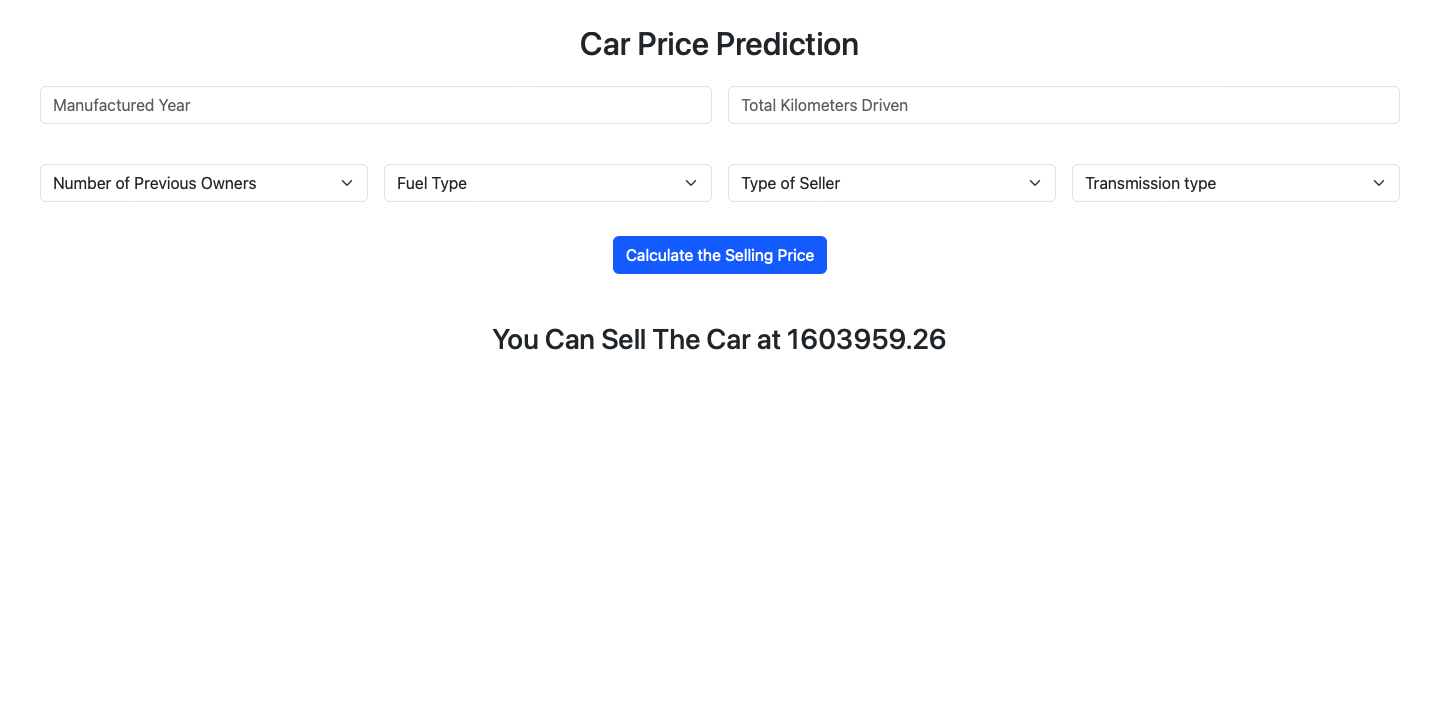 Car Price Prediction
Manufactured Year
Total Kilometers Driven
Number of Previous Owners
Fuel Type
Type of Seller
Transmission type
Calculate the Selling Price
You Can Sell The Car at 1603959.26